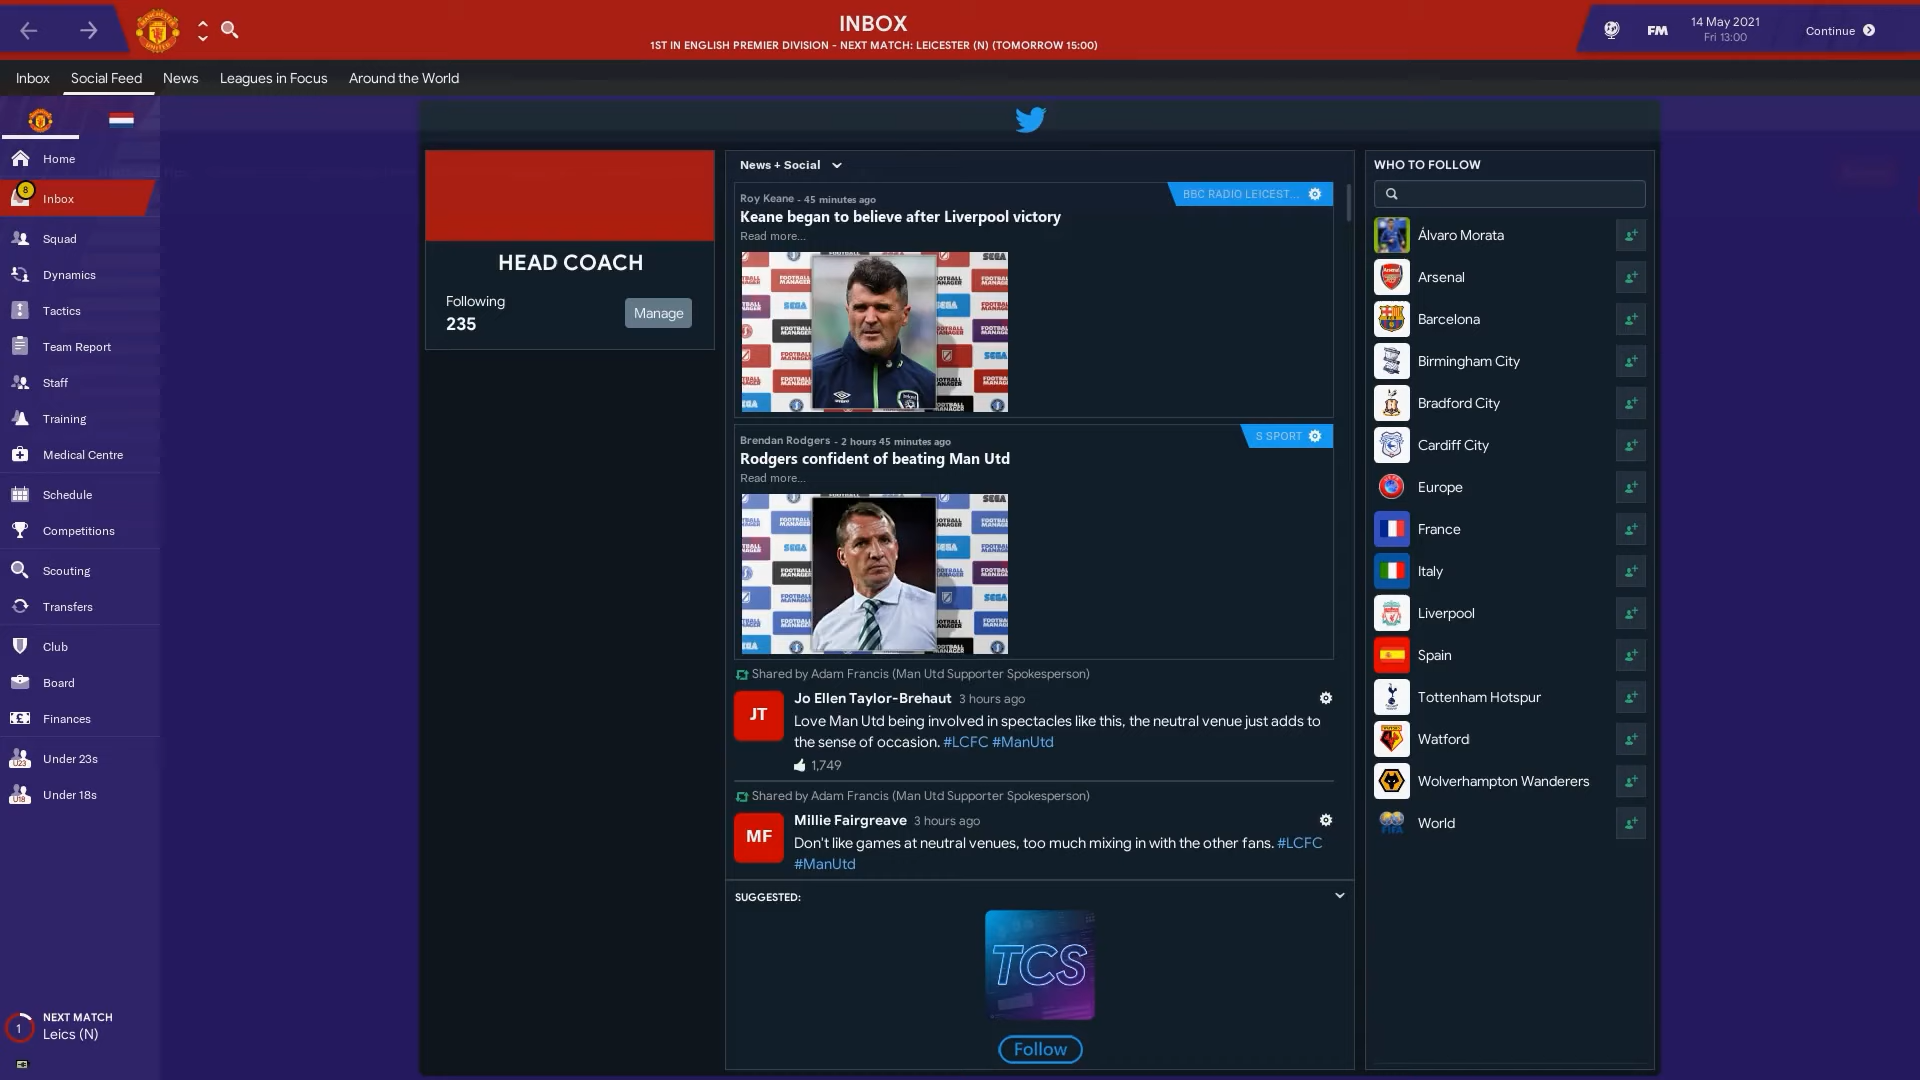 INBOX
1ST IN ENGLISH PREMIER DIVISION - NEXT MATCH: LEICESTER (N) (TOMORROW 15:00)
FM
14 May 2021
Fri 13:00
Continue
Inbox
Social Feed
News
Leagues in Focus
Around the World
Home
8
Inbox
Squad
Dynamics
Tactics
Team Report
Staff
Training
Medical Centre
Schedule
Competitions
Scouting
Transfers
Club
Board
Finances
U23
Under 23s
U18
Under 18s
1
NEXT MATCH
Leics (N)
HEAD COACH
Following
235
Manage
News + Social
Roy Keane - 45 minutes ago
BBC RADIO LEICEST...
Keane began to believe after Liverpool victory
Read more...
Brendan Rodgers - 2 hours 45 minutes ago
S SPORT
Rodgers confident of beating Man Utd
Read more...
Shared by Adam Francis (Man Utd Supporter Spokesperson)
JT
Jo Ellen Taylor-Brehaut 3 hours ago
Love Man Utd being involved in spectacles like this, the neutral venue just adds to
the sense of occasion. #LCFC #ManUtd
1,749
Shared by Adam Francis (Man Utd Supporter Spokesperson)
MF
Millie Fairgreave 3 hours ago
Don't like games at neutral venues, too much mixing in with the other fans. #LCFC
#ManUtd
SUGGESTED:
TCS
Follow
WHO TO FOLLOW
Álvaro Morata
Arsenal
Barcelona
Birmingham City
Bradford City
Cardiff City
Europe
France
Italy
Liverpool
Spain
Tottenham Hotspur
Watford
Wolverhampton Wanderers
World